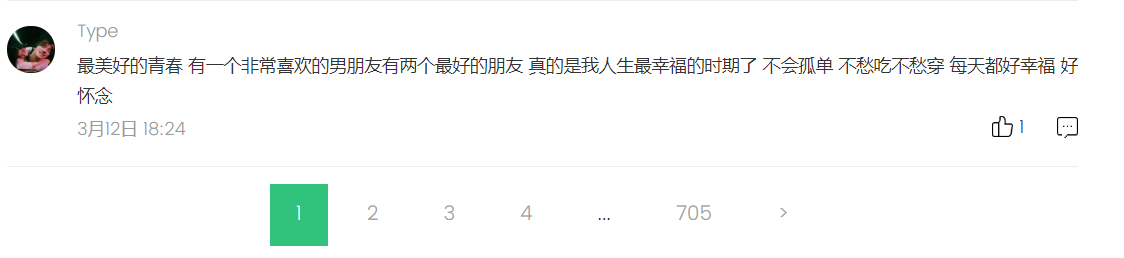 Type
最美好的青春 有一个非常喜欢的男朋友有两个最好的朋友 真的是我人生最幸福的时期了 不会孤单 不愁吃不愁穿 每天都好幸福 好
怀念
3月12日 18:24
1
1 2 3 4 ... 705 >